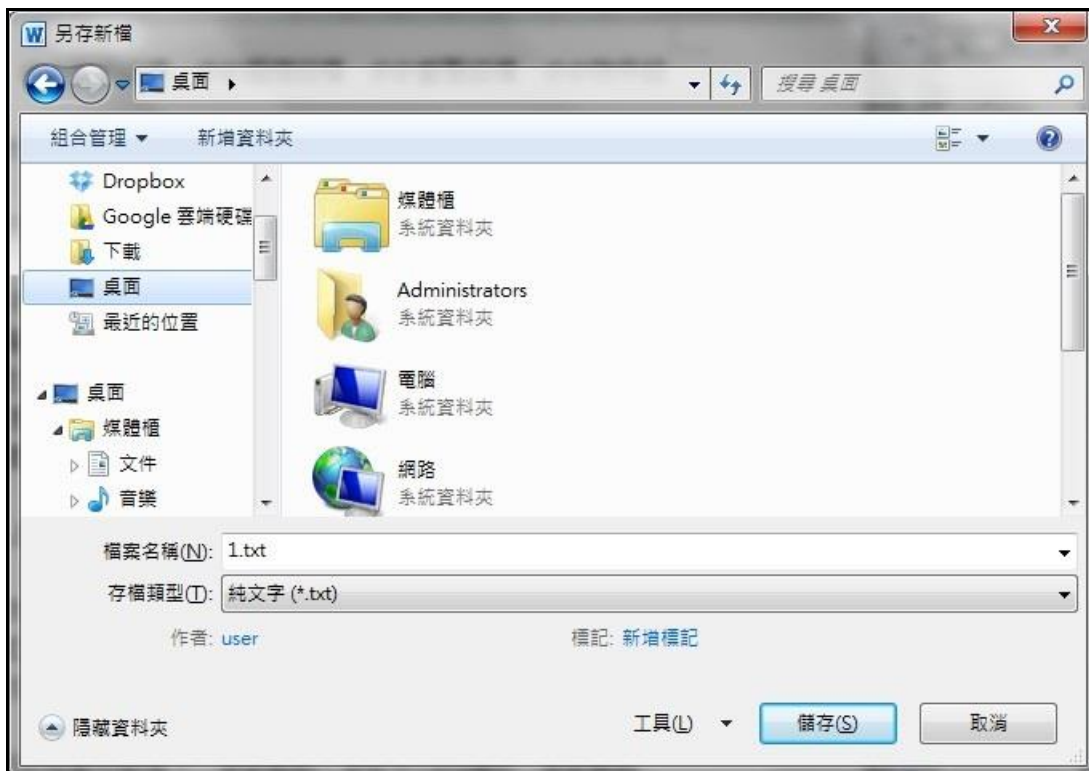 另存新檔
桌面
搜尋 桌面
組合管理
新增資料夾
Dropbox
Google 雲端硬碟
下載
桌面
最近的位置
桌面
媒體櫃
文件
音樂
媒體櫃
系統資料夾
Administrators
系統資料夾
電腦
系統資料夾
網路
系統資料夾
檔案名稱(N): 1.txt
存檔類型(T): 純文字 (*.txt)
作者: user
標記: 新增標記
隱藏資料夾
工具(L)
儲存(S)
取消